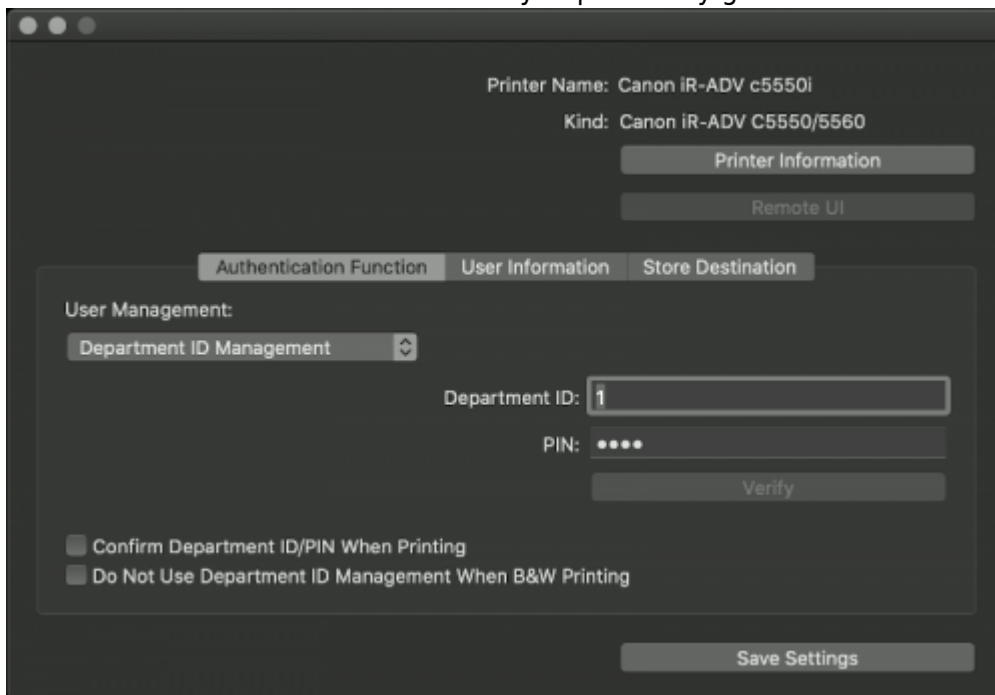 Printer Name: Canon iR-ADV c5550i
Kind: Canon iR-ADV C5550/5560
Printer Information
Remote UI
Authentication Function User Information Store Destination
User Management:
Department ID Management
Department ID: 1
PIN: ••••
Verify
Confirm Department ID/PIN When Printing
Do Not Use Department ID Management When B&W Printing
Save Settings